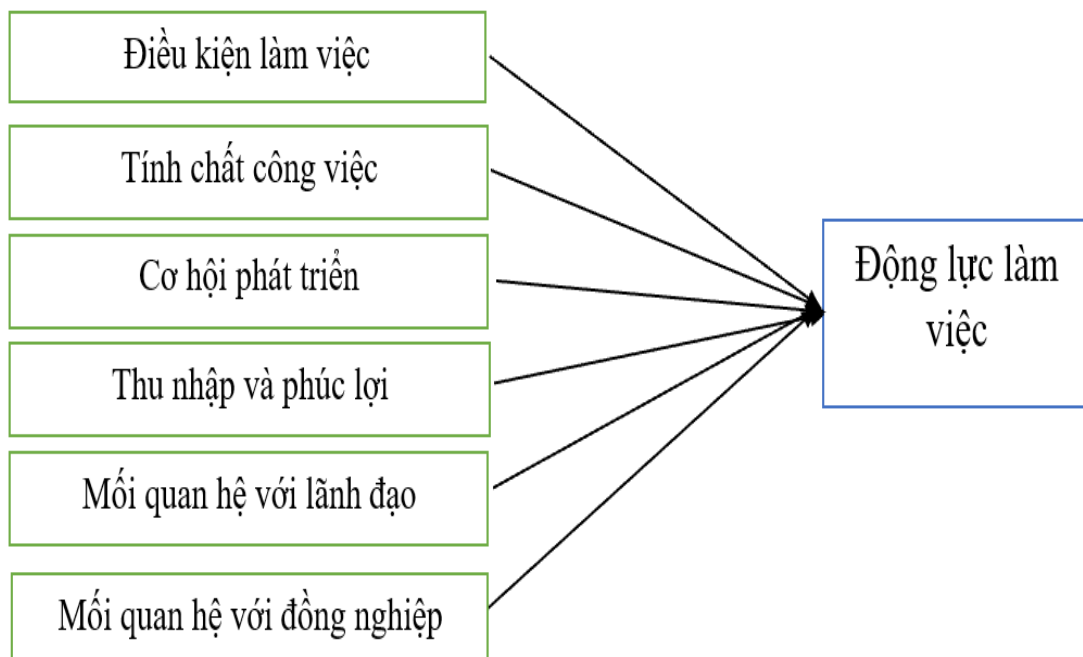 Điều kiện làm việc
Tính chất công việc
Cơ hội phát triển
Thu nhập và phúc lợi
Mối quan hệ với lãnh đạo
Mối quan hệ với đồng nghiệp
Động lực làm
việc